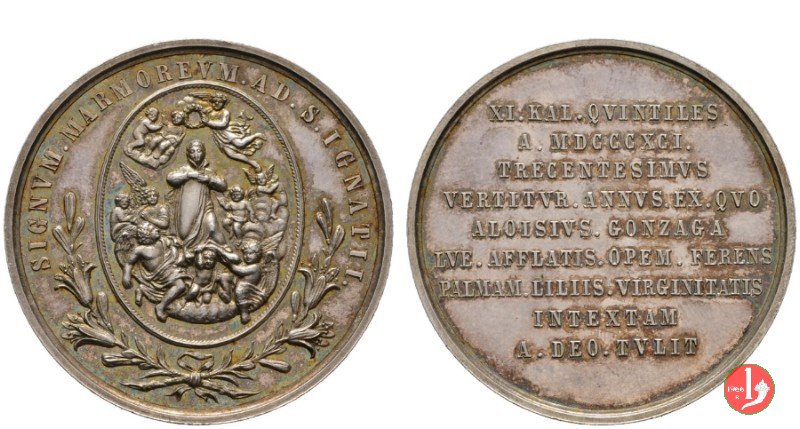 SIGNVM. MARMOREVM. AD. S. IGNATII.
XI. KAL. QVINTILES
A. MDCCCXCI.
TRECENTESIMVS
VERTITVR. ANNVS. EX. QVO
ALOISIVS. GONZAGA
LVE. AFFLATIS. OPEM. FERENS
PALMAM. LILIIS. VIRGINITATIS
INTEXTAM
A. DEO. TVLIT